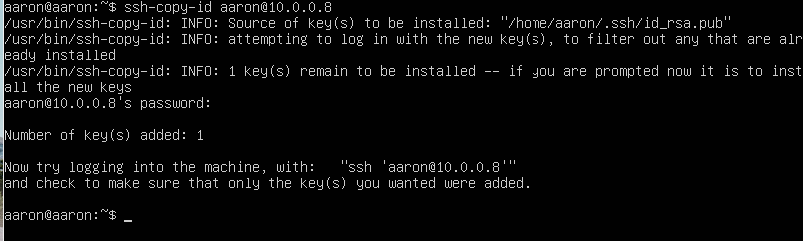 aaron@aaron:~$ ssh-copy-id aaron@10.0.0.8
/usr/bin/ssh-copy-id: INFO: Source of key(s) to be installed: "/home/aaron/.ssh/id_rsa.pub"
/usr/bin/ssh-copy-id: INFO: attempting to log in with the new key(s), to filter out any that are alr
eady installed
/usr/bin/ssh-copy-id: INFO: 1 key(s) remain to be installed -- if you are prompted now it is to inst
all the new keys
aaron@10.0.0.8's password:
Number of key(s) added: 1
Now try logging into the machine, with:   "ssh 'aaron@10.0.0.8'"
and check to make sure that only the key(s) you wanted were added.
aaron@aaron:~$ _